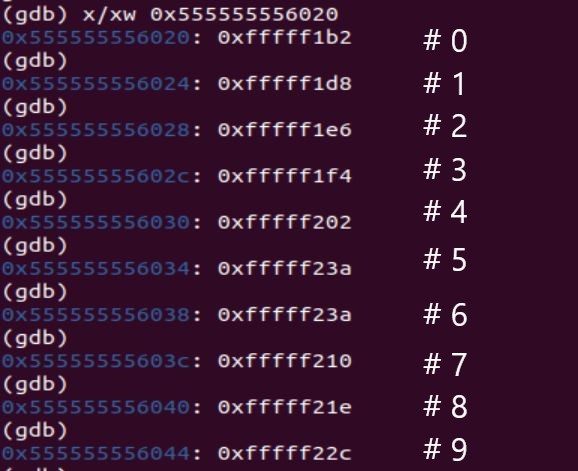 (gdb) x/xw 0x555555556020
0x555555556020: 0xfffff1b2 # 0
(gdb)
0x555555556024: 0xfffff1d8 # 1
(gdb)
0x555555556028: 0xfffff1e6 # 2
(gdb)
0x55555555602c: 0xfffff1f4 # 3
(gdb)
0x555555556030: 0xfffff202 # 4
(gdb)
0x555555556034: 0xfffff23a # 5
(gdb)
0x555555556038: 0xfffff23a # 6
(gdb)
0x55555555603c: 0xfffff210 # 7
(gdb)
0x555555556040: 0xfffff21e # 8
(gdb)
0x555555556044: 0xfffff22c # 9